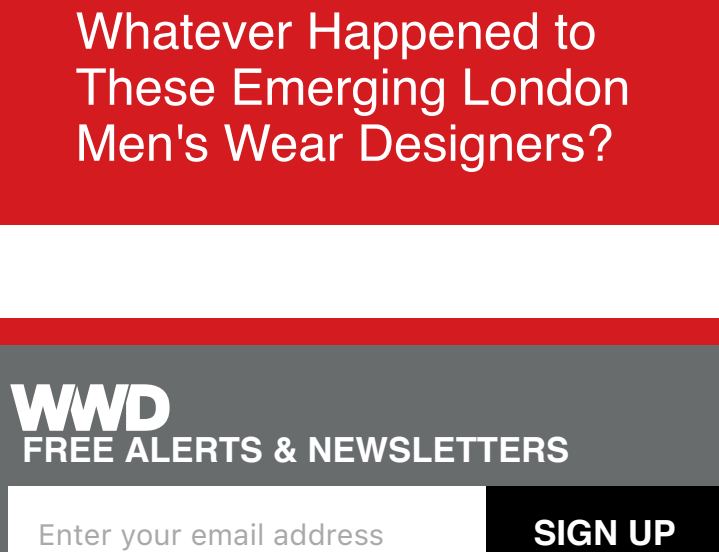 Whatever Happened to
These Emerging London
Men's Wear Designers?
WWD
FREE ALERTS & NEWSLETTERS
Enter your email address
SIGN UP